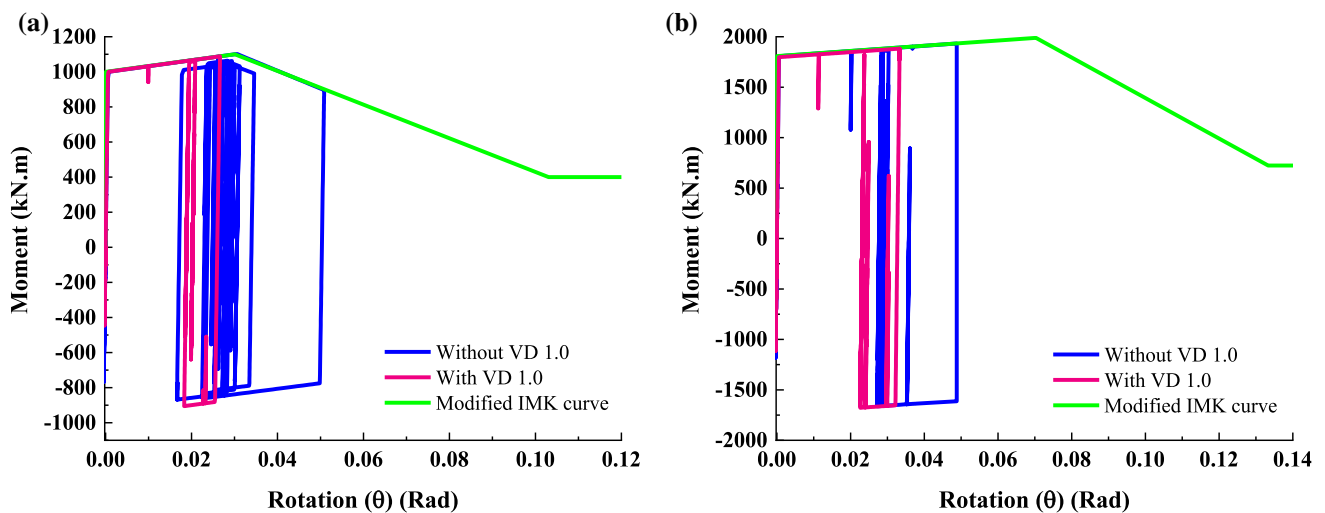 (a)
1200
1000
800
600
400
200
0
-200
-400
-600
-800
-1000
Moment (kN.m)
0.00 0.02 0.04 0.06 0.08 0.10 0.12
Rotation (θ) (Rad)
Without VD 1.0
With VD 1.0
Modified IMK curve
(b)
2000
1500
1000
500
0
-500
-1000
-1500
-2000
Moment (kN.m)
0.00 0.02 0.04 0.06 0.08 0.10 0.12 0.14
Rotation (θ) (Rad)
Without VD 1.0
With VD 1.0
Modified IMK curve